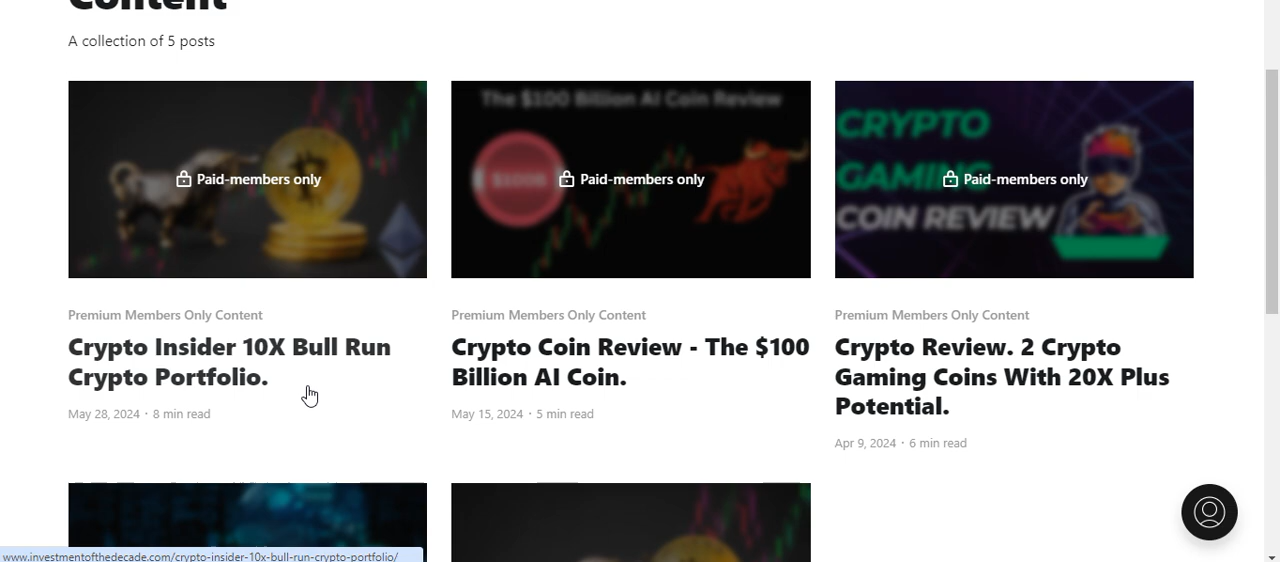 Content
A collection of 5 posts
Paid-members only
The $100 Billion AI Coin Review
$100B
Paid-members only
CRYPTO
GAMING
COIN REVIEW
Paid-members only
Premium Members Only Content
Crypto Insider 10X Bull Run
Crypto Portfolio.
May 28, 2024 • 8 min read
Premium Members Only Content
Crypto Coin Review - The $100
Billion AI Coin.
May 15, 2024 • 5 min read
Premium Members Only Content
Crypto Review. 2 Crypto
Gaming Coins With 20X Plus
Potential.
Apr 9, 2024 • 6 min read
www.investmentofthedecade.com/crypto-insider-10x-bull-run-crypto-portfolio/